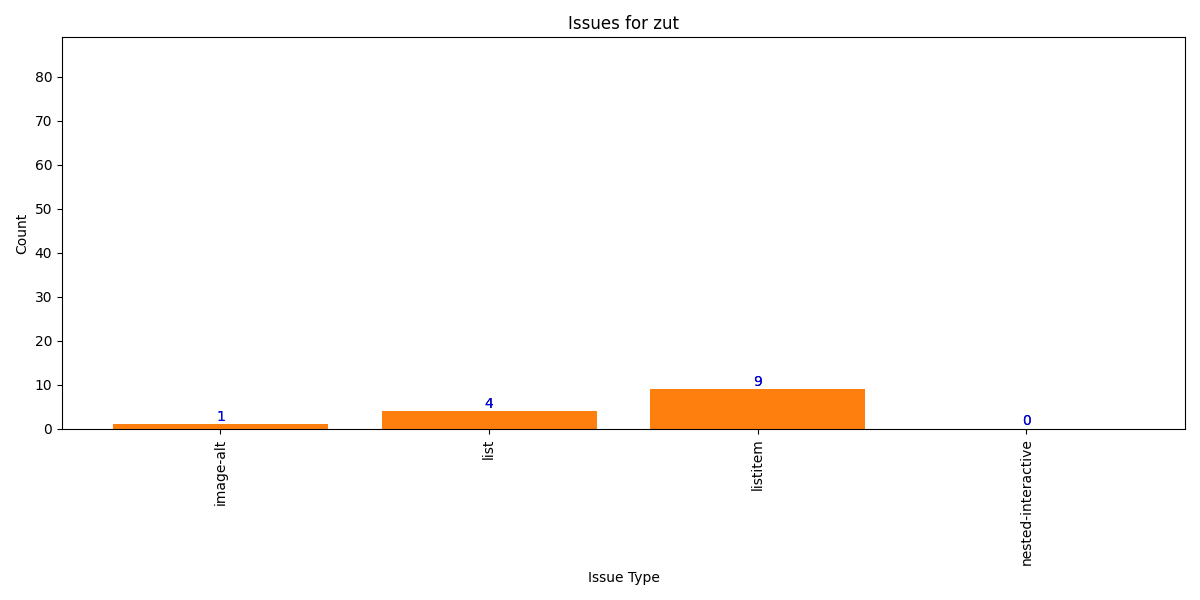 Issues for zut
Count
80
70
60
50
40
30
20
10
0
1
4
9
0
image-alt
list
listitem
nested-interactive
Issue Type